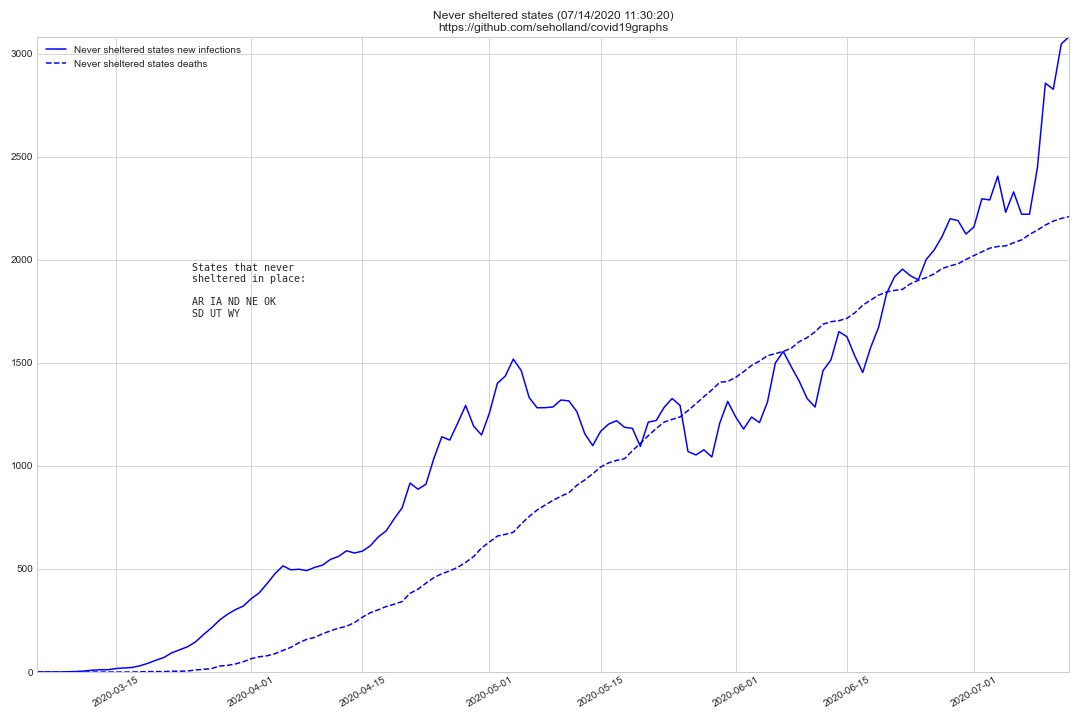 Never sheltered states (07/14/2020 11:30:20)
https://github.com/seholland/covid19graphs
Never sheltered states new infections
Never sheltered states deaths
3000
2500
2000
1500
1000
500
0
States that never
sheltered in place:
AR IA ND NE OK
SD UT WY
2020-03-15
2020-04-01
2020-04-15
2020-05-01
2020-05-15
2020-06-01
2020-06-15
2020-07-01